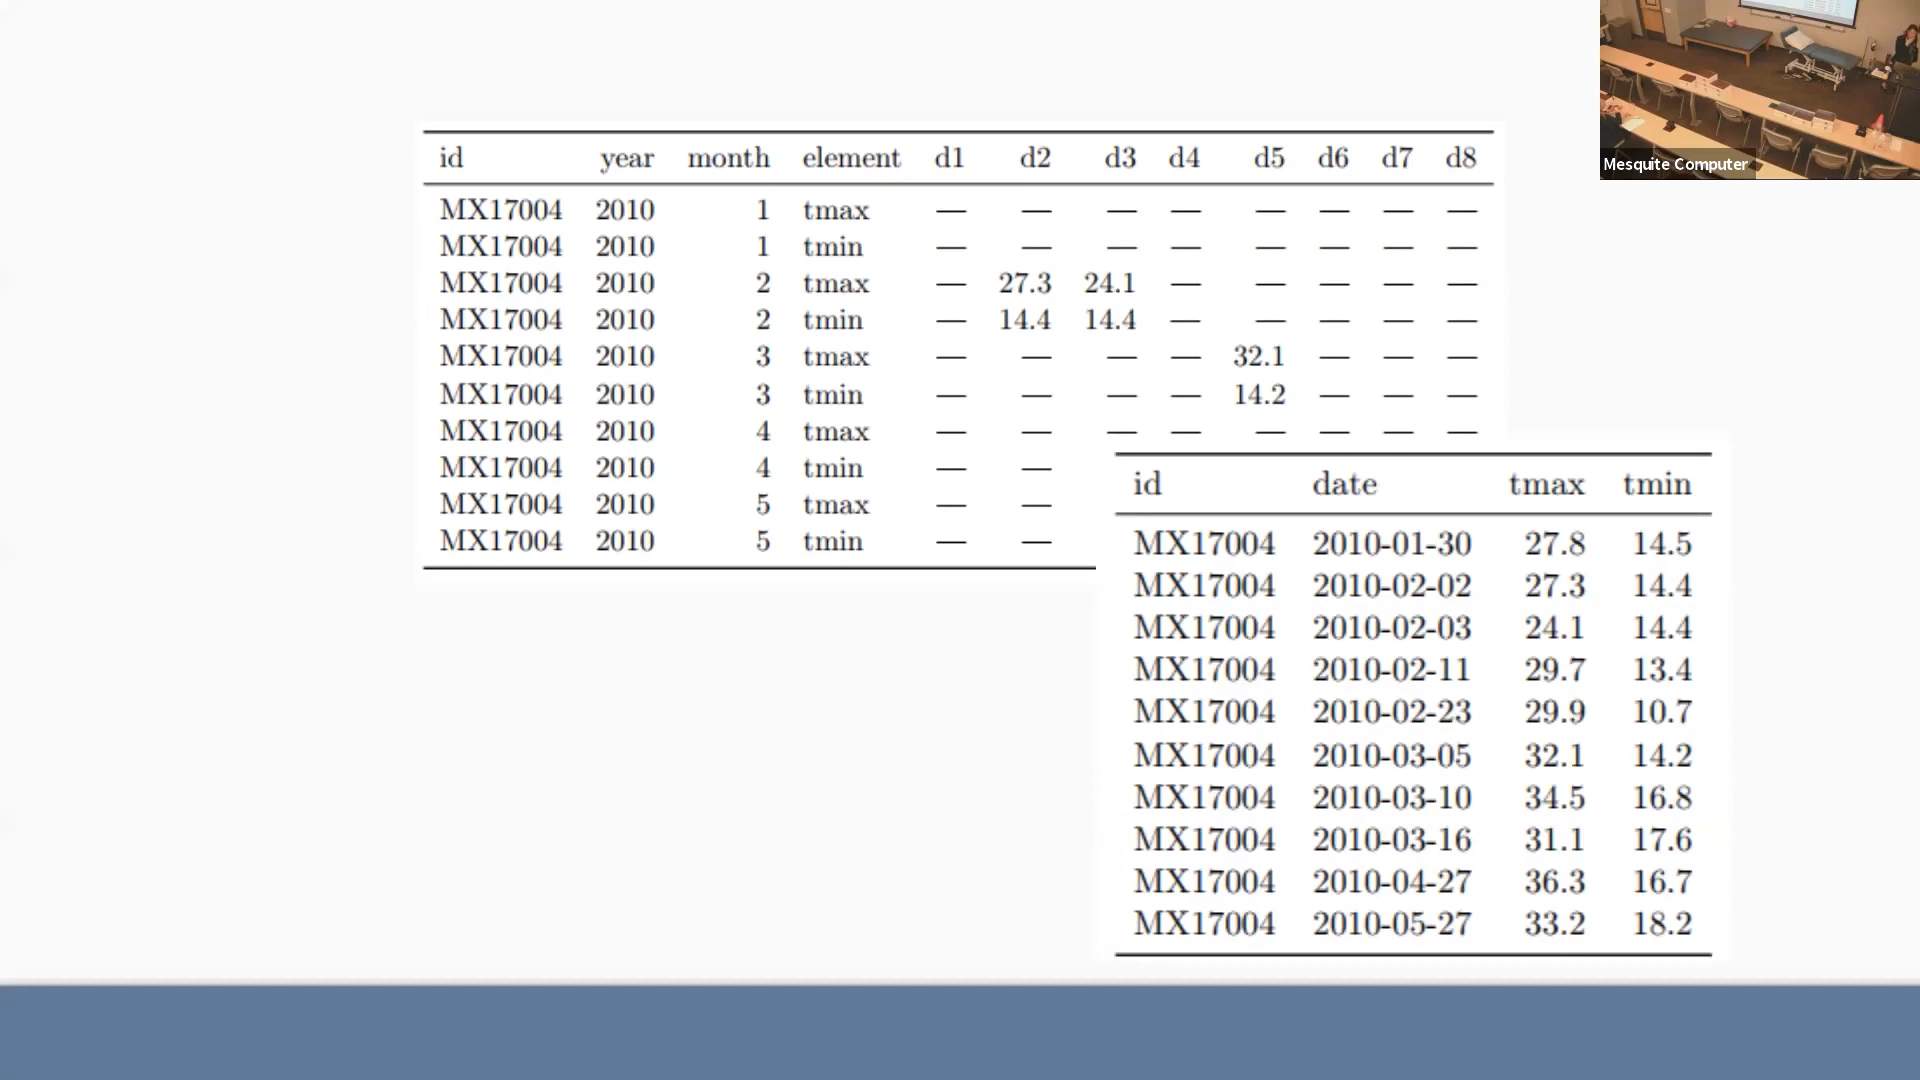 id year month element d1 d2 d3 d4 d5 d6 d7 d8
MX17004 2010 1 tmax — — — — — — — —
MX17004 2010 1 tmin — — — — — — — —
MX17004 2010 2 tmax — 27.3 24.1 — — — — —
MX17004 2010 2 tmin — 14.4 14.4 — — — — —
MX17004 2010 3 tmax — — — — 32.1 — — —
MX17004 2010 3 tmin — — — — 14.2 — — —
MX17004 2010 4 tmax — — — — — — — —
MX17004 2010 4 tmin — —
MX17004 2010 5 tmax — —
MX17004 2010 5 tmin — —
id date tmax tmin
MX17004 2010-01-30 27.8 14.5
MX17004 2010-02-02 27.3 14.4
MX17004 2010-02-03 24.1 14.4
MX17004 2010-02-11 29.7 13.4
MX17004 2010-02-23 29.9 10.7
MX17004 2010-03-05 32.1 14.2
MX17004 2010-03-10 34.5 16.8
MX17004 2010-03-16 31.1 17.6
MX17004 2010-04-27 36.3 16.7
MX17004 2010-05-27 33.2 18.2
Mesquite Computer